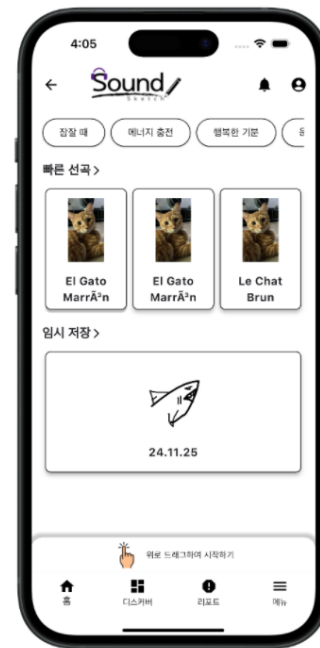 4:05
Sound
Sketch
잠잘 때
에너지 충전
행복한 기분
빠른 선곡 >
El Gato
MarrÃ³n
El Gato
MarrÃ³n
Le Chat
Brun
임시 저장 >
24.11.25
위로 드래그하여 시작하기
홈
디스커버
리포트
메뉴